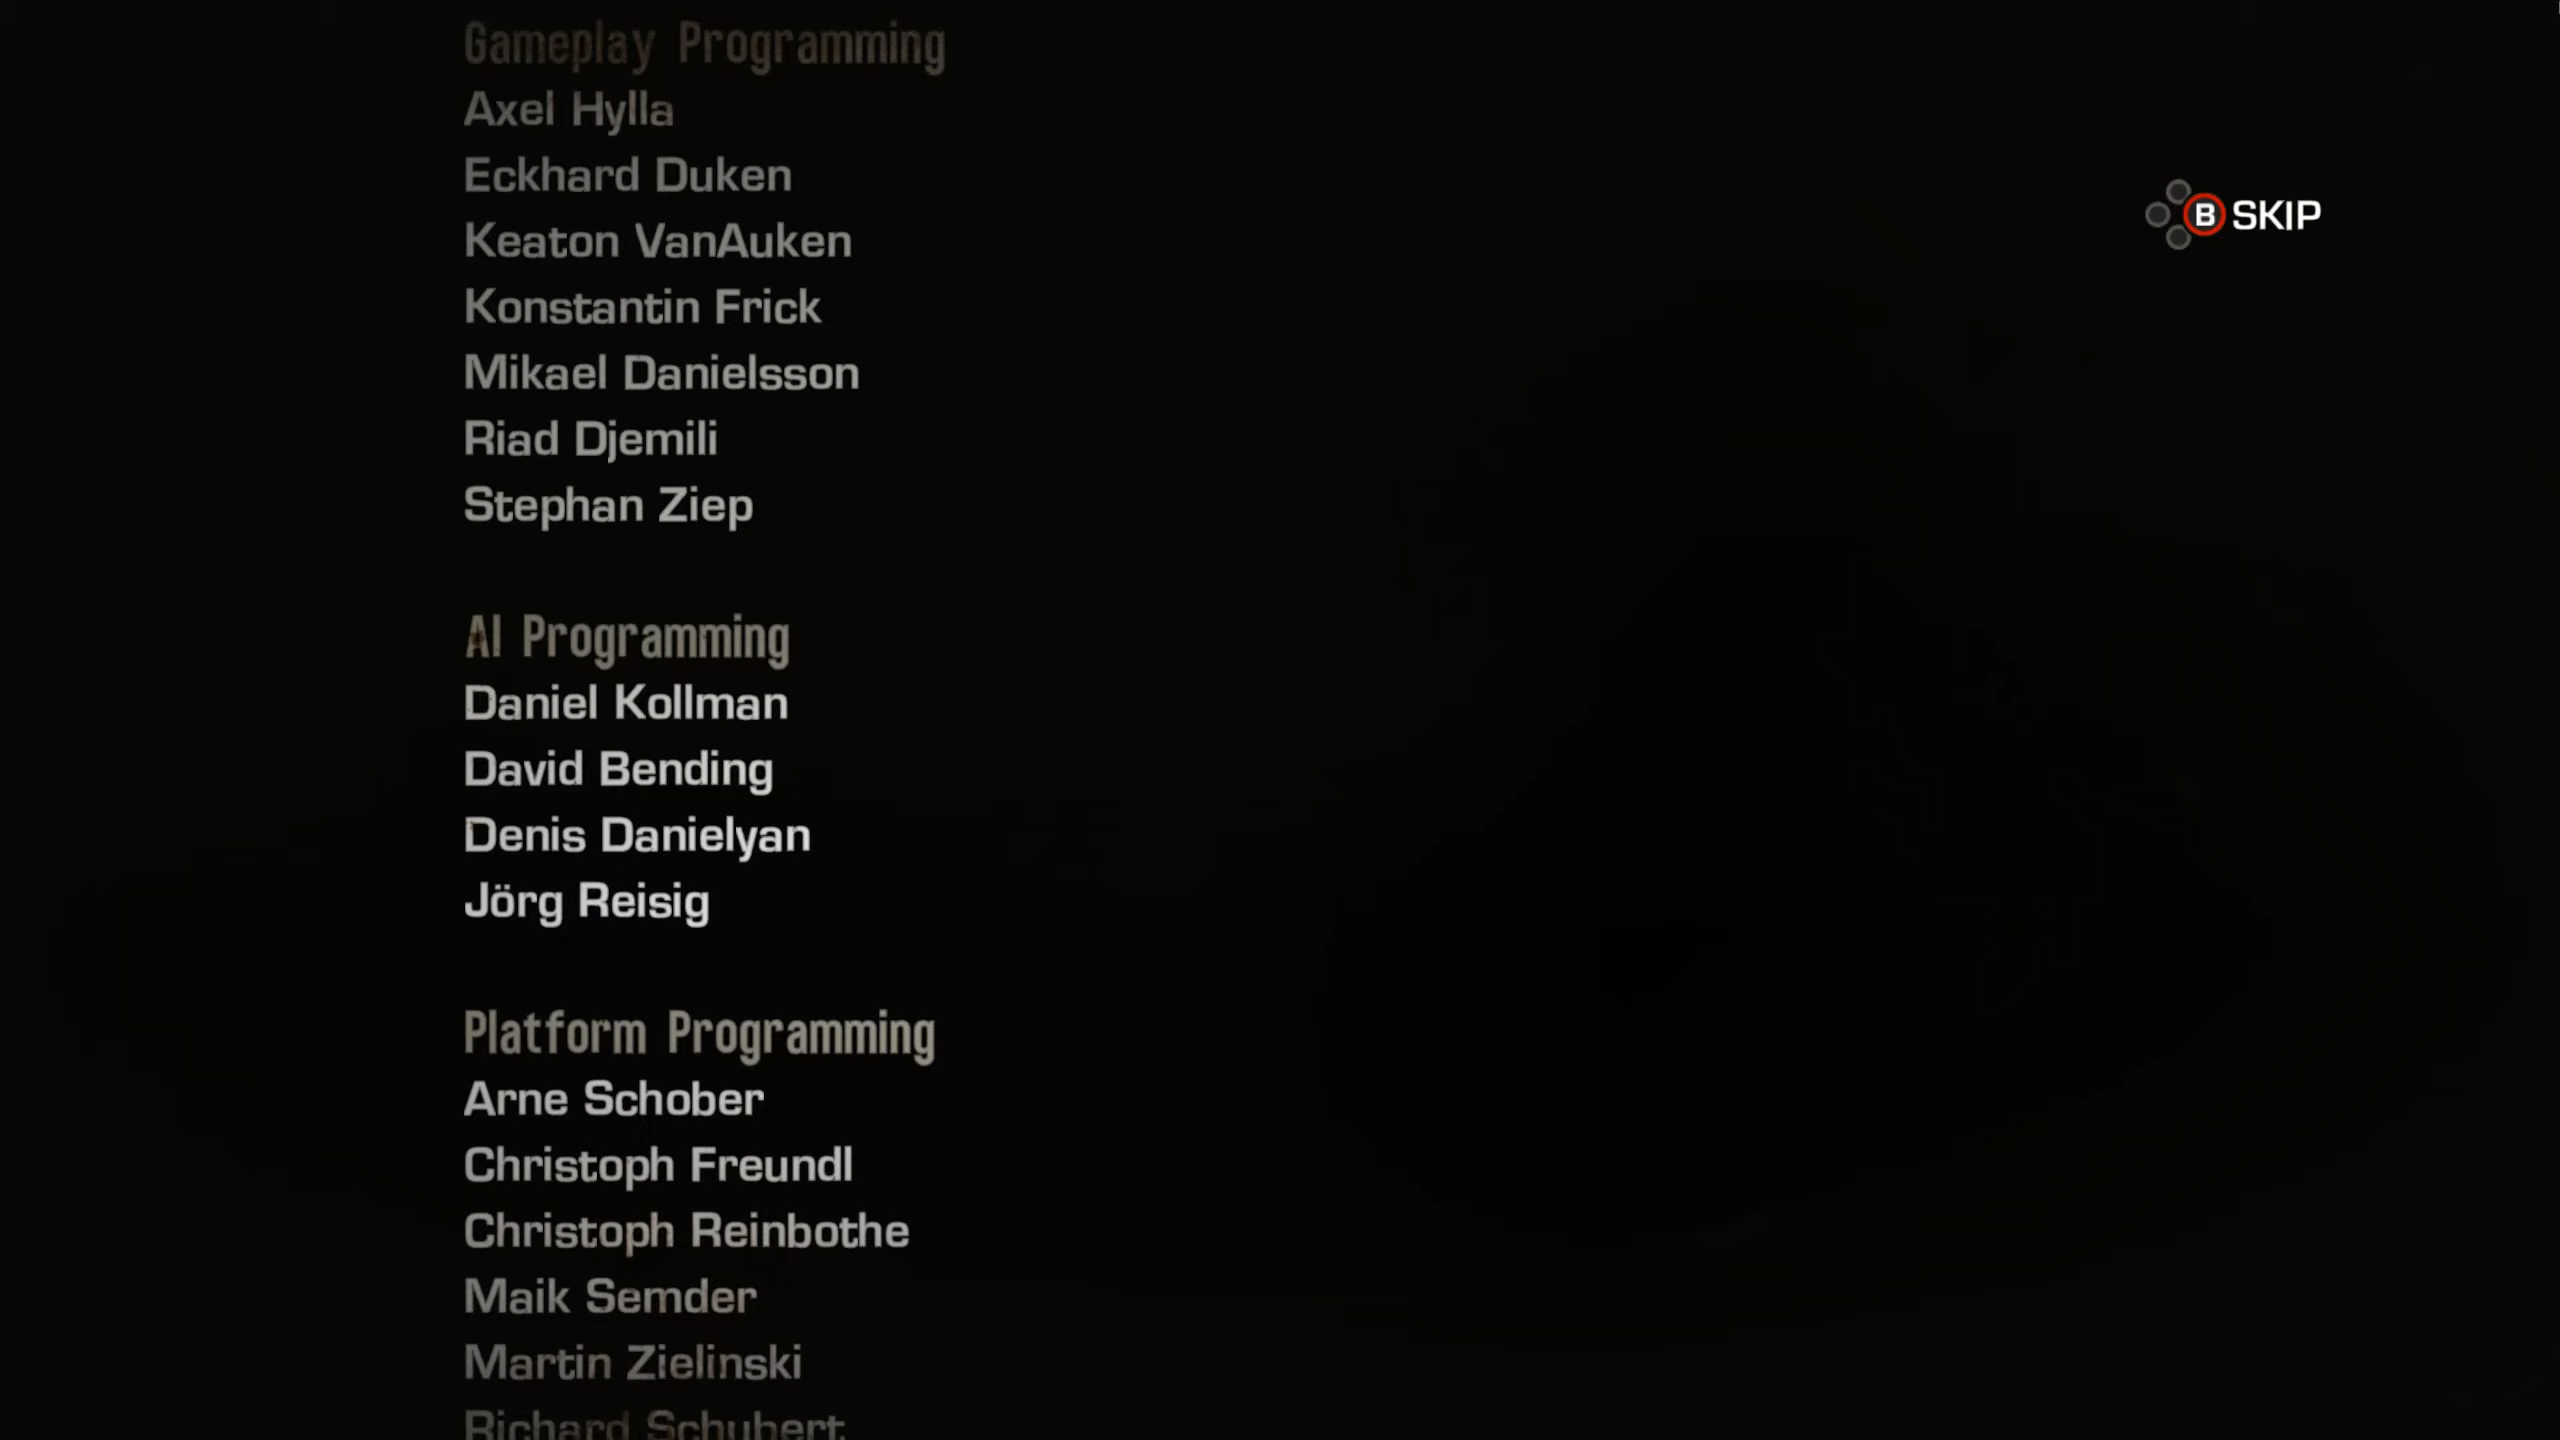 Gameplay Programming
Axel Hylla
Eckhard Duken
Keaton VanAuken
Konstantin Frick
Mikael Danielsson
Riad Djemili
Stephan Ziep
B SKIP
AI Programming
Daniel Kollman
David Bending
Denis Danielyan
Jörg Reisig
Platform Programming
Arne Schober
Christoph Freundl
Christoph Reinbothe
Maik Semder
Martin Zielinski
Richard Schubert